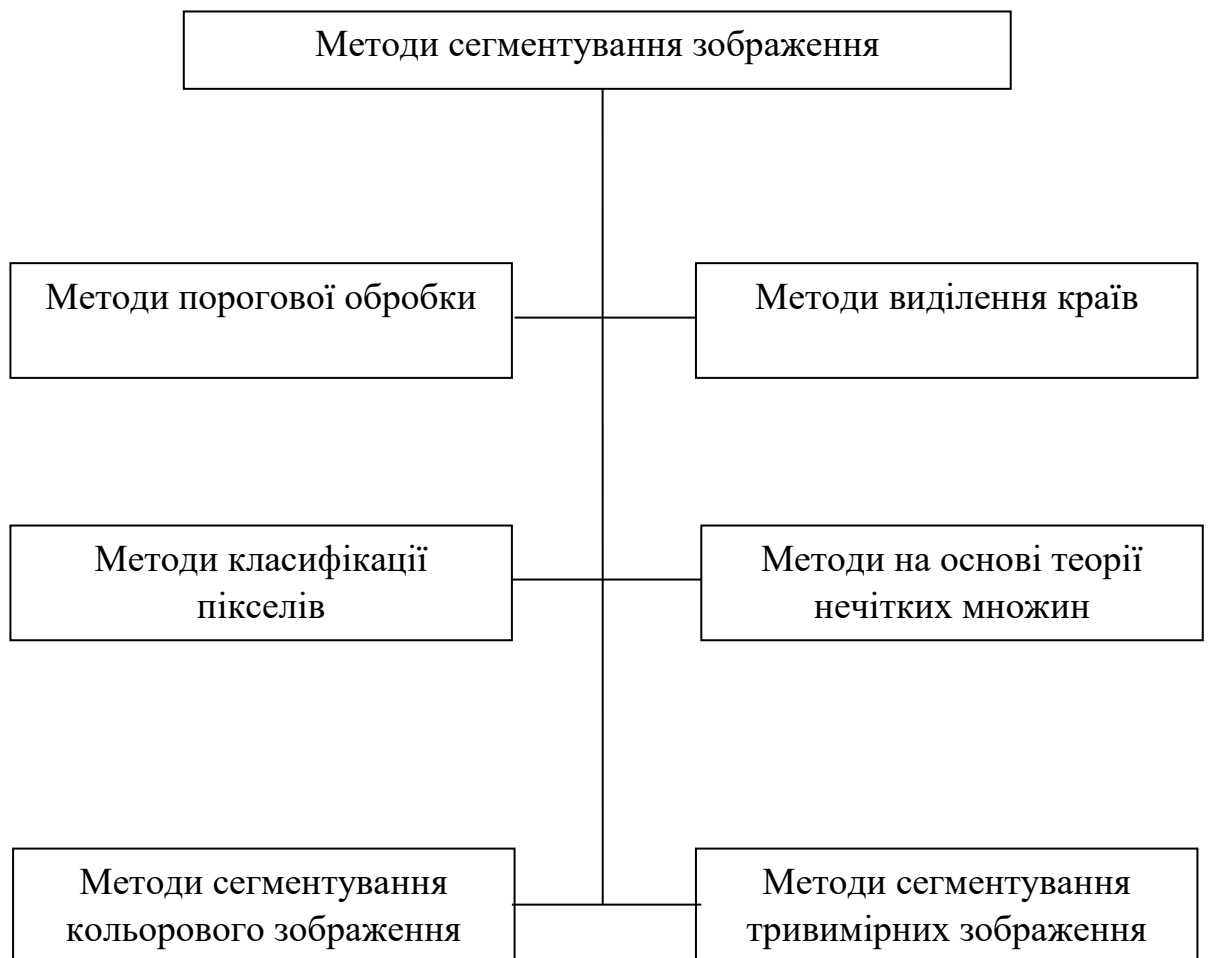 Методи сегментування зображення
Методи порогової обробки
Методи виділення країв
Методи класифікації
пікселів
Методи на основі теорії
нечітких множин
Методи сегментування
кольорового зображення
Методи сегментування
тривимірних зображення